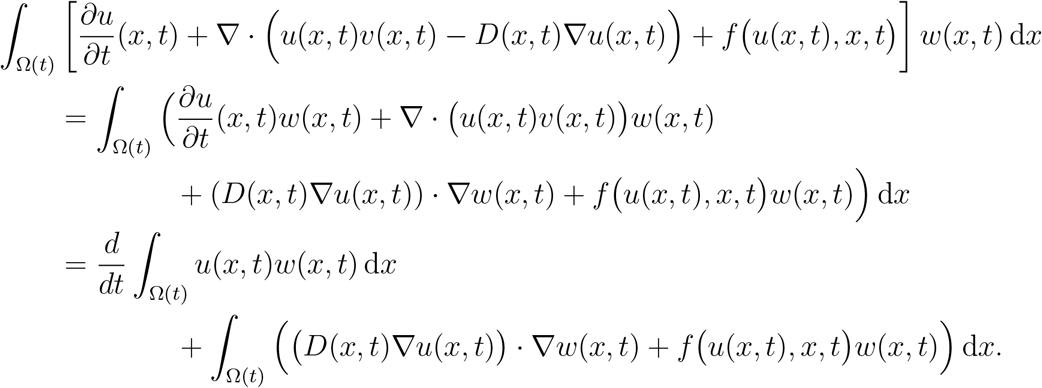 ∫_{Ω(t)} [∂u/∂t (x, t) + ∇ · (u(x, t)v(x, t) − D(x, t)∇u(x, t)) + f(u(x, t), x, t)] w(x, t) dx
= ∫_{Ω(t)} (∂u/∂t (x, t)w(x, t) + ∇ · (u(x, t)v(x, t))w(x, t)
+ (D(x, t)∇u(x, t)) · ∇w(x, t) + f(u(x, t), x, t)w(x, t)) dx
= d/dt ∫_{Ω(t)} u(x, t)w(x, t) dx
+ ∫_{Ω(t)} ((D(x, t)∇u(x, t)) · ∇w(x, t) + f(u(x, t), x, t)w(x, t)) dx.